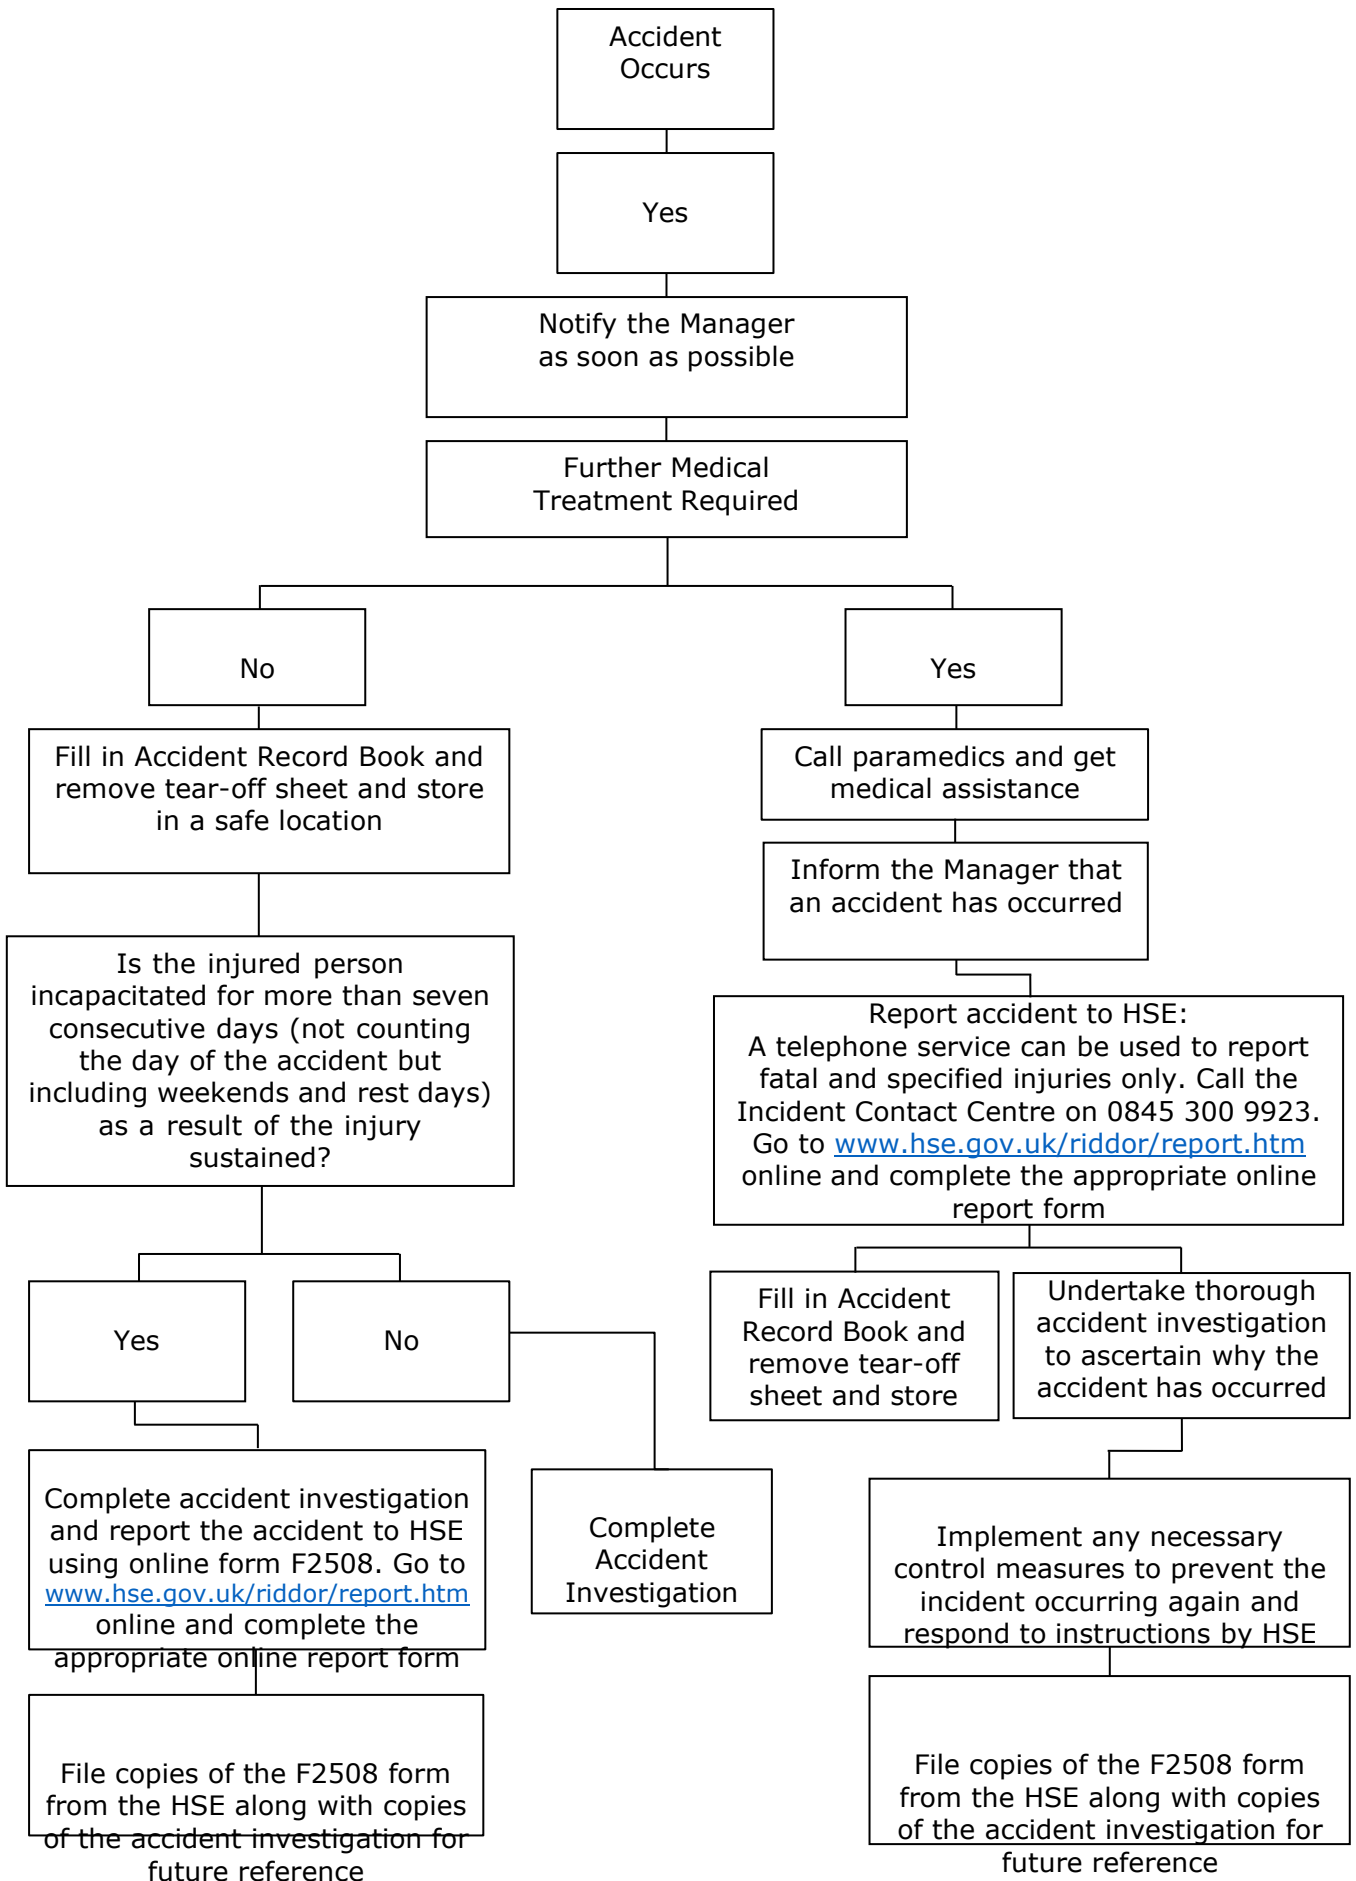 Accident
Occurs
Yes
Notify the Manager
as soon as possible
Further Medical
Treatment Required
No
Yes
Fill in Accident Record Book and
remove tear-off sheet and store
in a safe location
Call paramedics and get
medical assistance
Inform the Manager that
an accident has occurred
Is the injured person
incapacitated for more than seven
consecutive days (not counting
the day of the accident but
including weekends and rest days)
as a result of the injury
sustained?
Report accident to HSE:
A telephone service can be used to report
fatal and specified injuries only. Call the
Incident Contact Centre on 0845 300 9923.
Go to www.hse.gov.uk/riddor/report.htm
online and complete the appropriate online
report form
Yes
No
Fill in Accident
Record Book and
remove tear-off
sheet and store
Undertake thorough
accident investigation
to ascertain why the
accident has occurred
Complete accident investigation
and report the accident to HSE
using online form F2508. Go to
www.hse.gov.uk/riddor/report.htm
online and complete the
appropriate online report form
Complete
Accident
Investigation
Implement any necessary
control measures to prevent the
incident occurring again and
respond to instructions by HSE
File copies of the F2508 form
from the HSE along with copies
of the accident investigation for
future reference
File copies of the F2508 form
from the HSE along with copies
of the accident investigation for
future reference